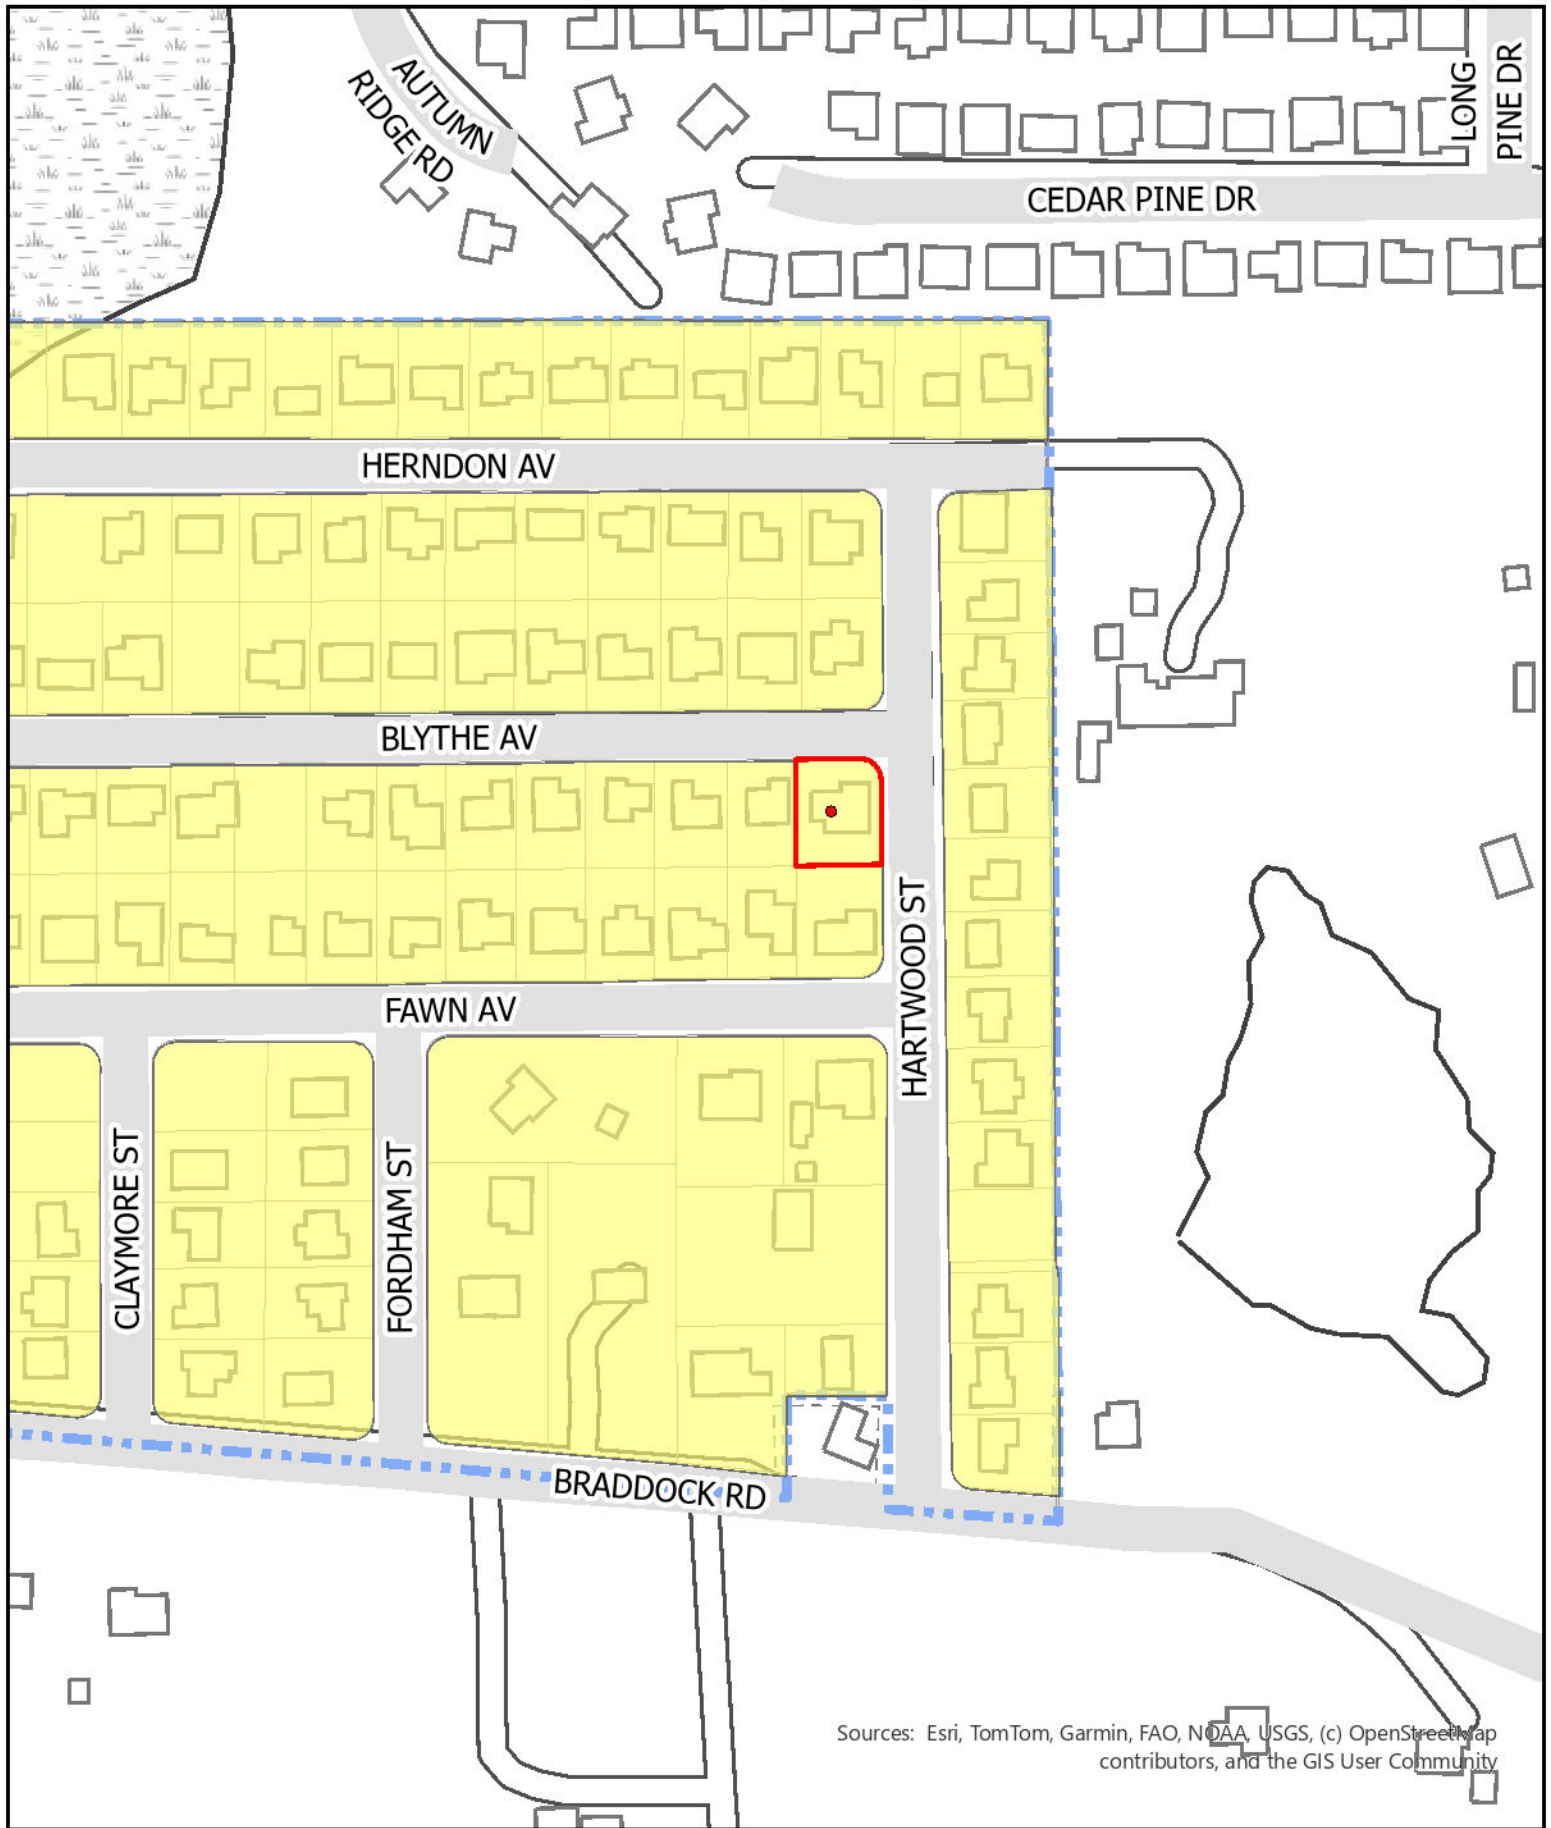 AUTUMN
RIDGE RD
LONG
PINE DR
CEDAR PINE DR
HERNDON AV
BLYTHE AV
HARTWOOD ST
FAWN AV
CLAYMORE ST
FORDHAM ST
BRADDOCK RD
Sources: Esri, TomTom, Garmin, FAO, NOAA, USGS, (c) OpenStreetMap
contributors, and the GIS User Community